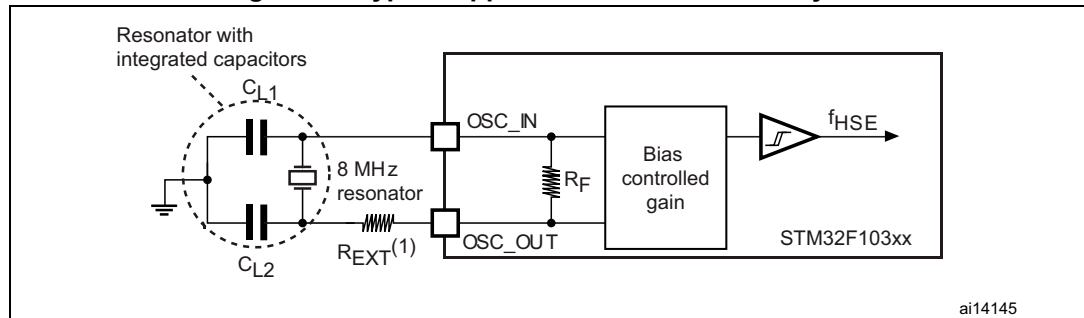 Resonator with
integrated capacitors
CL1
OSC_IN
fHSE
8 MHz
resonator
RF
Bias
controlled
gain
REXT(1)
OSC_OUT
STM32F103xx
CL2
ai14145